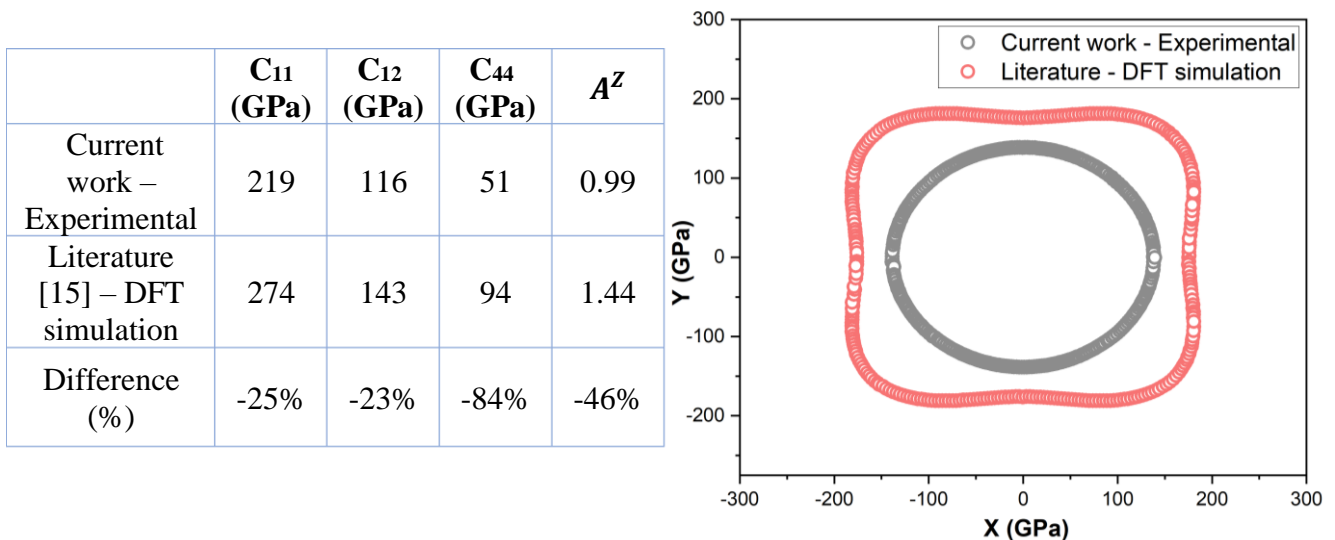 C₁₁ (GPa) C₁₂ (GPa) C₄₄ (GPa) A^Z
Current work – Experimental 219 116 51 0.99
Literature [15] – DFT simulation 274 143 94 1.44
Difference (%) -25% -23% -84% -46%
300
200
100
0
-100
-200
Y (GPa)
Current work - Experimental
Literature - DFT simulation
-300 -200 -100 0 100 200 300
X (GPa)